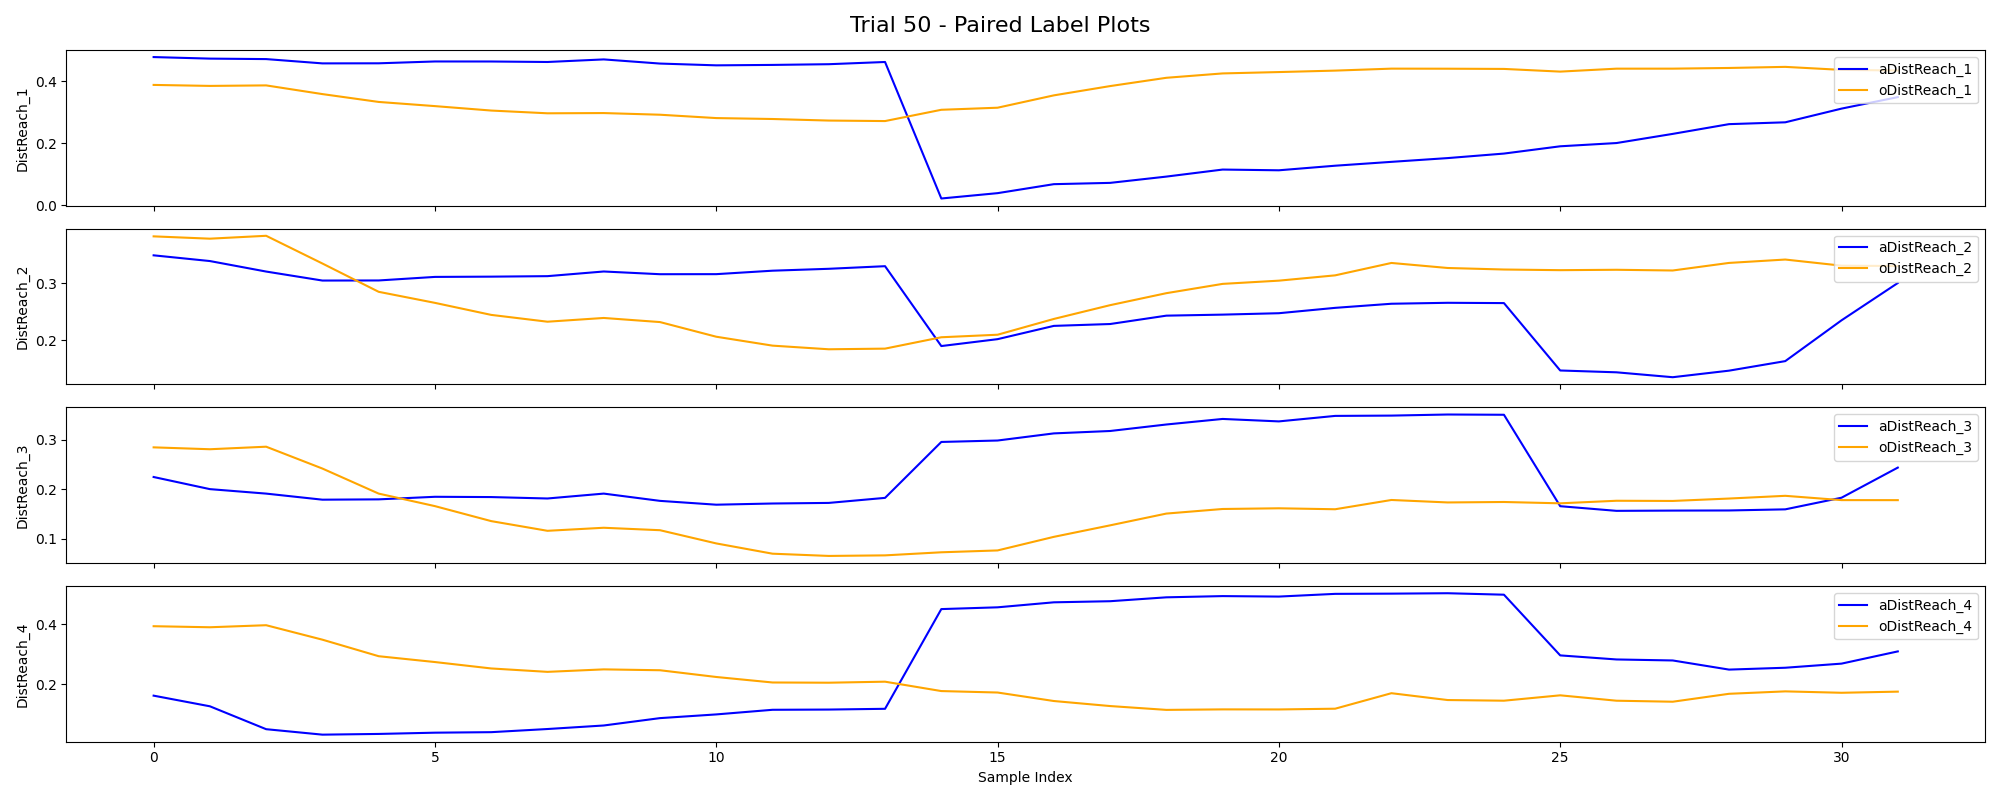 Trial 50 - Paired Label Plots
DistReach_1
0.4
0.2
0.0
aDistReach_1
oDistReach_1
DistReach_2
0.3
0.2
aDistReach_2
oDistReach_2
DistReach_3
0.3
0.2
0.1
aDistReach_3
oDistReach_3
DistReach_4
0.4
0.2
aDistReach_4
oDistReach_4
0 5 10 15 20 25 30
Sample Index